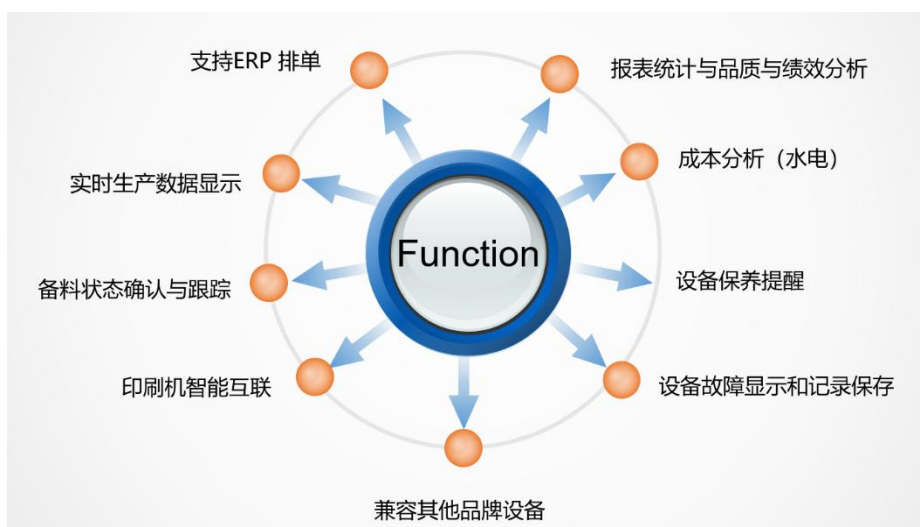 支持ERP 排单
报表统计与品质与绩效分析
成本分析（水电）
实时生产数据显示
Function
备料状态确认与跟踪
设备保养提醒
印刷机智能互联
设备故障显示和记录保存
兼容其他品牌设备